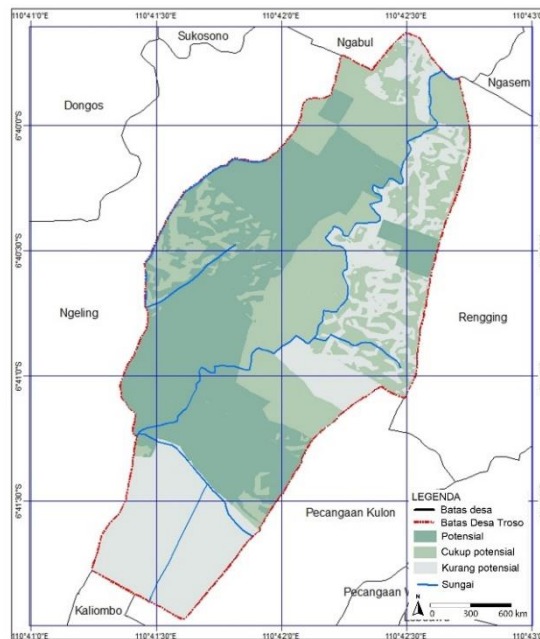 110°41'0"E 110°41'30"E 110°42'0"E 110°42'30"E
Sukosono
Ngabul
Ngasem
Dongos
6°40'0"S
6°40'30"S
Ngeling
Rengging
6°41'0"S
6°41'30"S
Pecangaan Kulon
Kaliombo
Pecangaan
LEGENDA
Batas desa
Batas Desa Troso
Potensial
Cukup potensial
Kurang potensial
Sungai
N
0 300 600 km
110°41'0"E 110°41'30"E 110°42'0"E 110°42'30"E